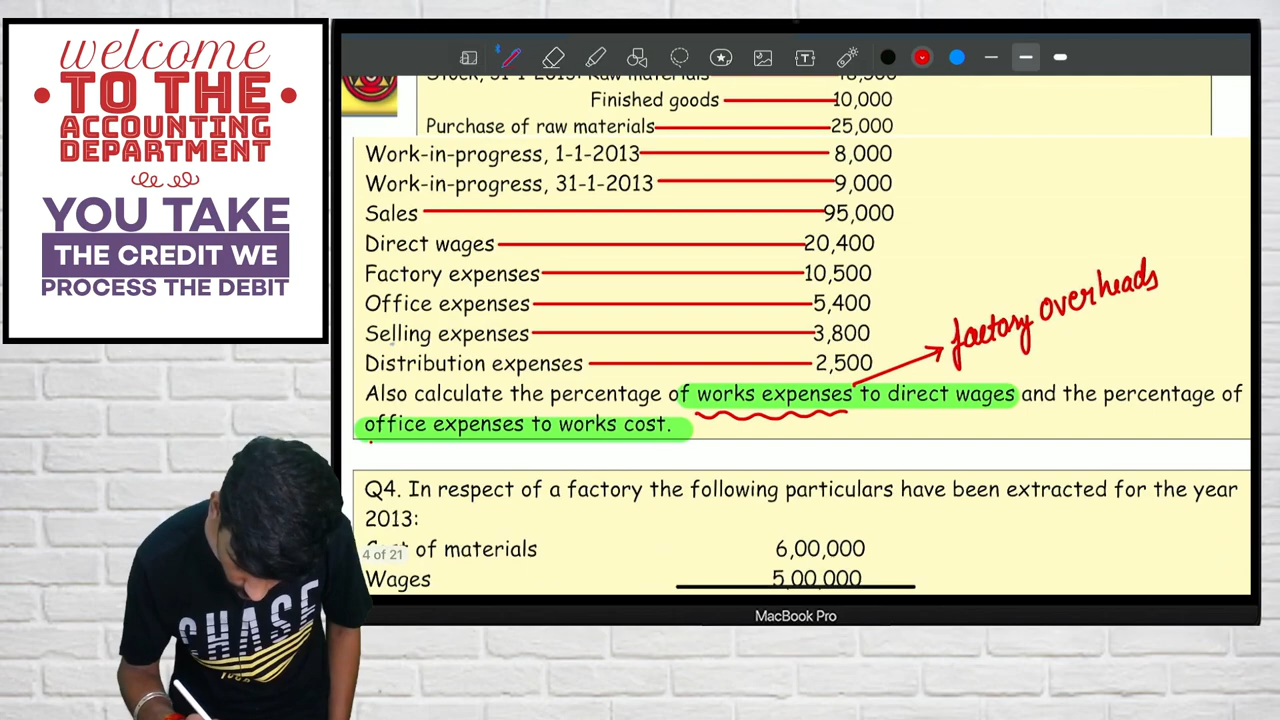 welcome
TO THE
ACCOUNTING
DEPARTMENT
YOU TAKE
THE CREDIT WE
PROCESS THE DEBIT
Finished goods 10,000
Purchase of raw materials 25,000
Work-in-progress, 1-1-2013 8,000
Work-in-progress, 31-1-2013 9,000
Sales 95,000
Direct wages 20,400
Factory expenses 10,500
Office expenses 5,400
Selling expenses 3,800
Distribution expenses 2,500
factory overheads
Also calculate the percentage of works expenses to direct wages and the percentage of
office expenses to works cost.
Q4. In respect of a factory the following particulars have been extracted for the year
2013:
4 of 21
of materials 6,00,000
Wages 5,00,000
MacBook Pro
CHASE